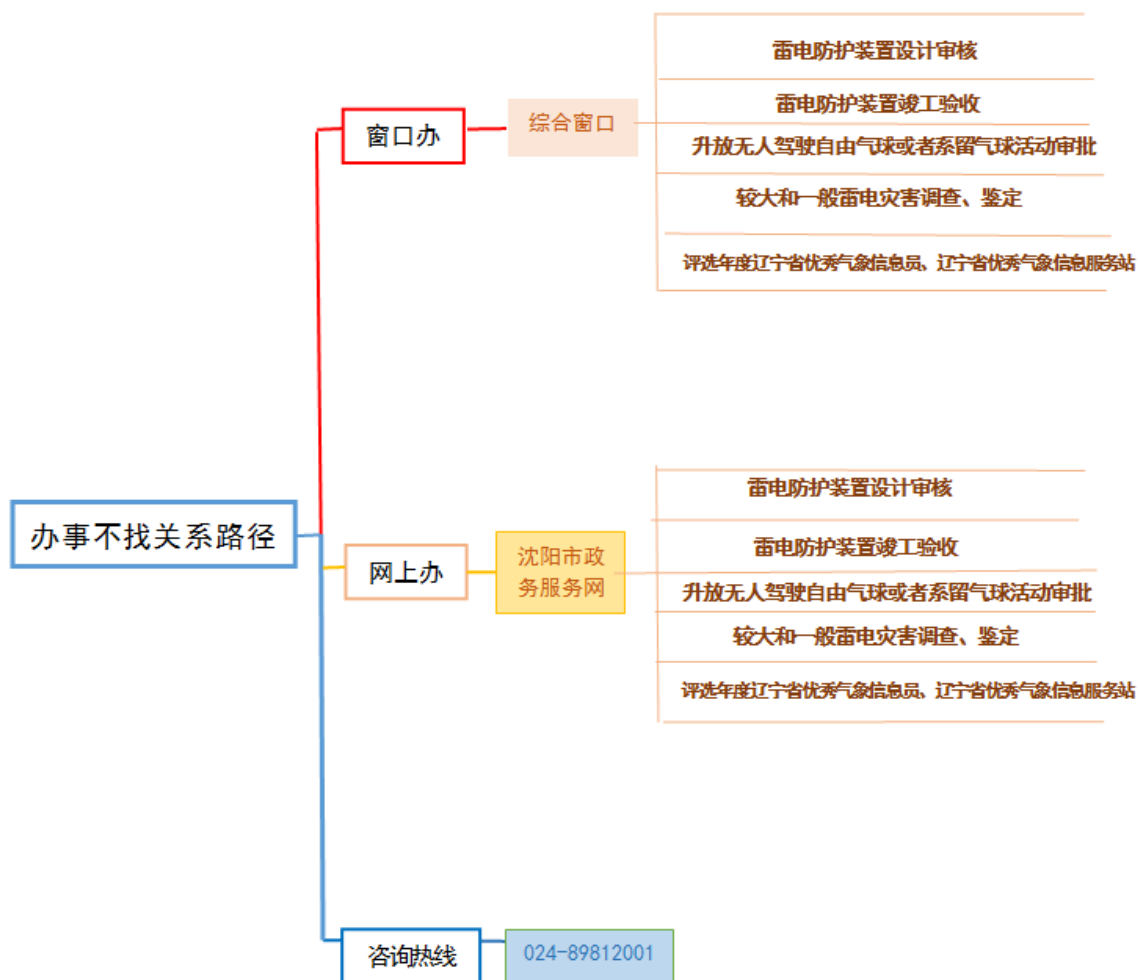 雷电防护装置设计审核
雷电防护装置竣工验收
窗口办
综合窗口
升放无人驾驶自由气球或者系留气球活动审批
较大和一般雷电灾害调查、鉴定
评选年度辽宁省优秀气象信息员、辽宁省优秀气象信息服务站
办事不找关系路径
雷电防护装置设计审核
雷电防护装置竣工验收
网上办
沈阳市政
务服务网
升放无人驾驶自由气球或者系留气球活动审批
较大和一般雷电灾害调查、鉴定
评选年度辽宁省优秀气象信息员、辽宁省优秀气象信息服务站
咨询热线
024-89812001